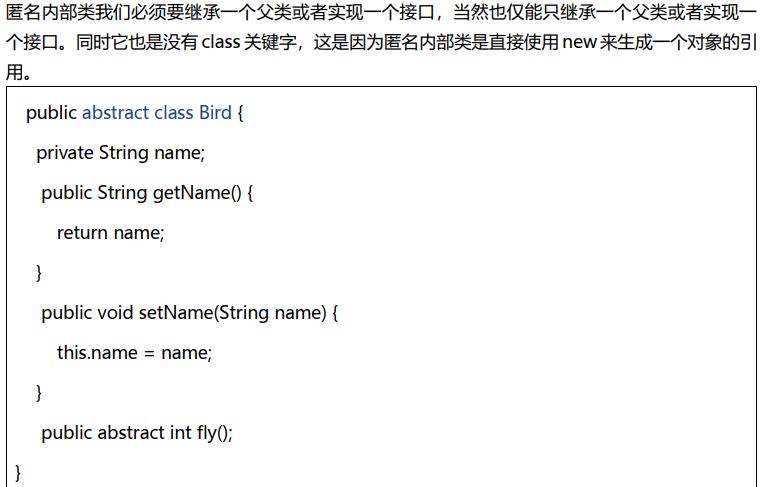 匿名内部类我们必须要继承一个父类或者实现一个接口，当然也仅能只继承一个父类或者实现一
个接口。同时它也是没有 class 关键字，这是因为匿名内部类是直接使用 new 来生成一个对象的引
用。
public abstract class Bird {
private String name;
public String getName() {
return name;
}
public void setName(String name) {
this.name = name;
}
public abstract int fly();
}